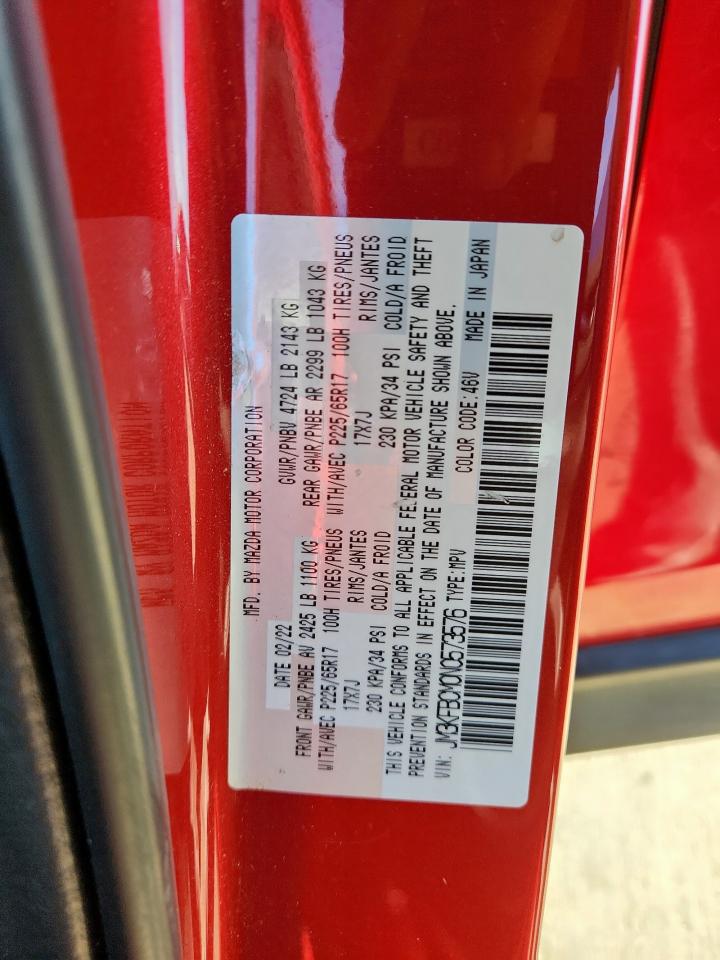 MFD. BY MAZDA MOTOR CORPORATION
DATE 02/22 GVWR/PNBV 4724 LB 2143 KG
FRONT GAWR/PNBE AV 2425 LB 1100 KG REAR GAWR/PNBE AR 2299 LB 1043 KG
WITH/AVEC P225/65R17 100H TIRES/PNEUS WITH/AVEC P225/65R17 100H TIRES/PNEUS
17X7J RIMS/JANTES 17X7J RIMS/JANTES
230 KPA/34 PSI COLD/A FROID 230 KPA/34 PSI COLD/A FROID
THIS VEHICLE CONFORMS TO ALL APPLICABLE FEDERAL MOTOR VEHICLE SAFETY AND THEFT
PREVENTION STANDARDS IN EFFECT ON THE DATE OF MANUFACTURE SHOWN ABOVE.
VIN: JM3KFBCM0N0573576 TYPE:MPV COLOR CODE:46V MADE IN JAPAN